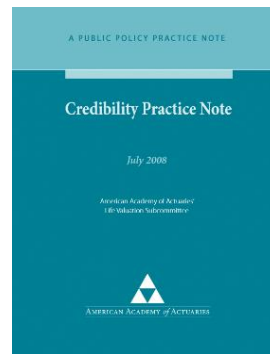 A PUBLIC POLICY PRACTICE NOTE
Credibility Practice Note
July 2008
American Academy of Actuaries'
Life Valuation Subcommittee
AMERICAN ACADEMY of ACTUARIES